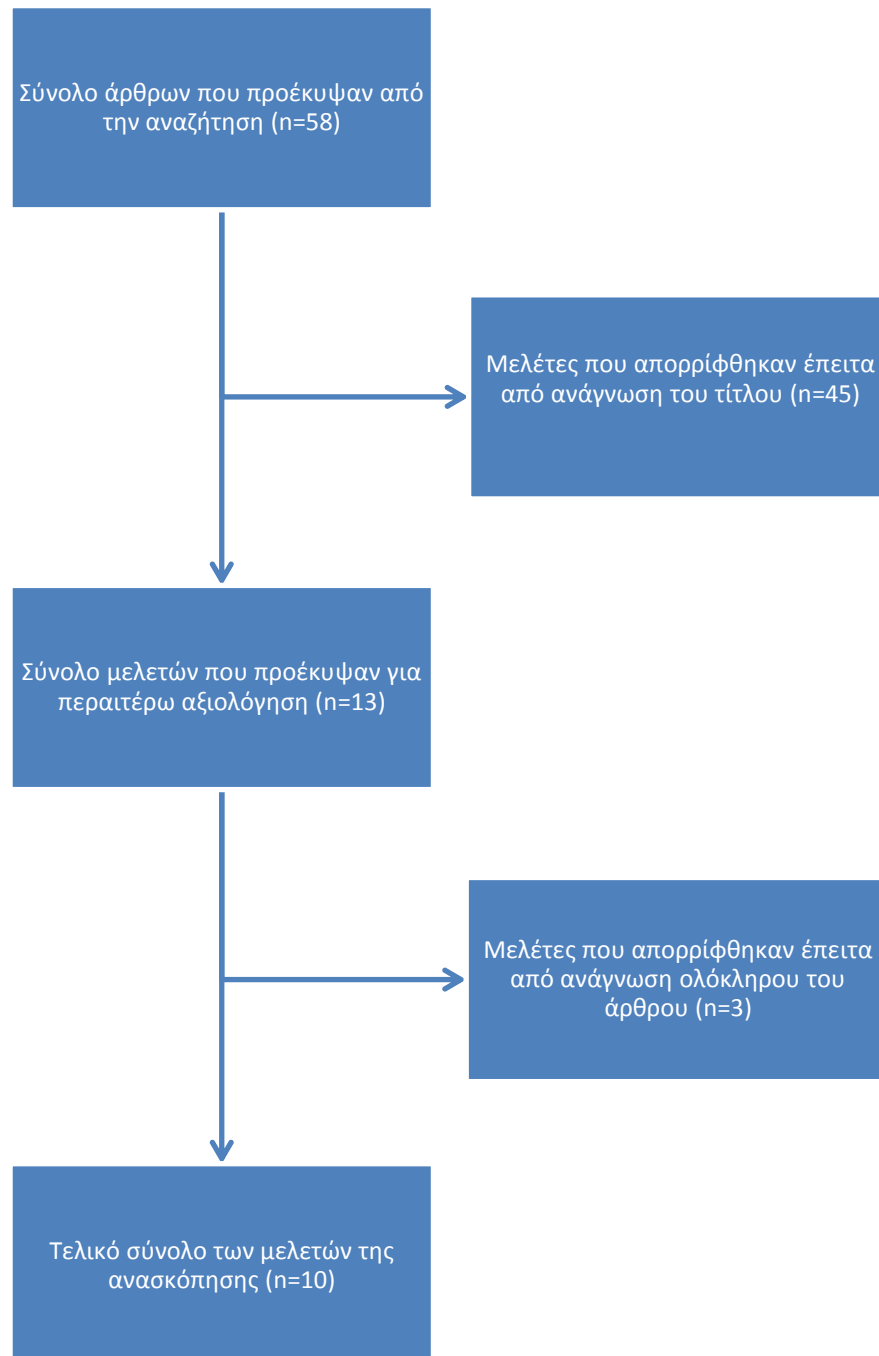 Σύνολο άρθρων που προέκυψαν από
την αναζήτηση (n=58)
Μελέτες που απορρίφθηκαν έπειτα
από ανάγνωση του τίτλου (n=45)
Σύνολο μελετών που προέκυψαν για
περαιτέρω αξιολόγηση (n=13)
Μελέτες που απορρίφθηκαν έπειτα
από ανάγνωση ολόκληρου του
άρθρου (n=3)
Τελικό σύνολο των μελετών της
ανασκόπησης (n=10)